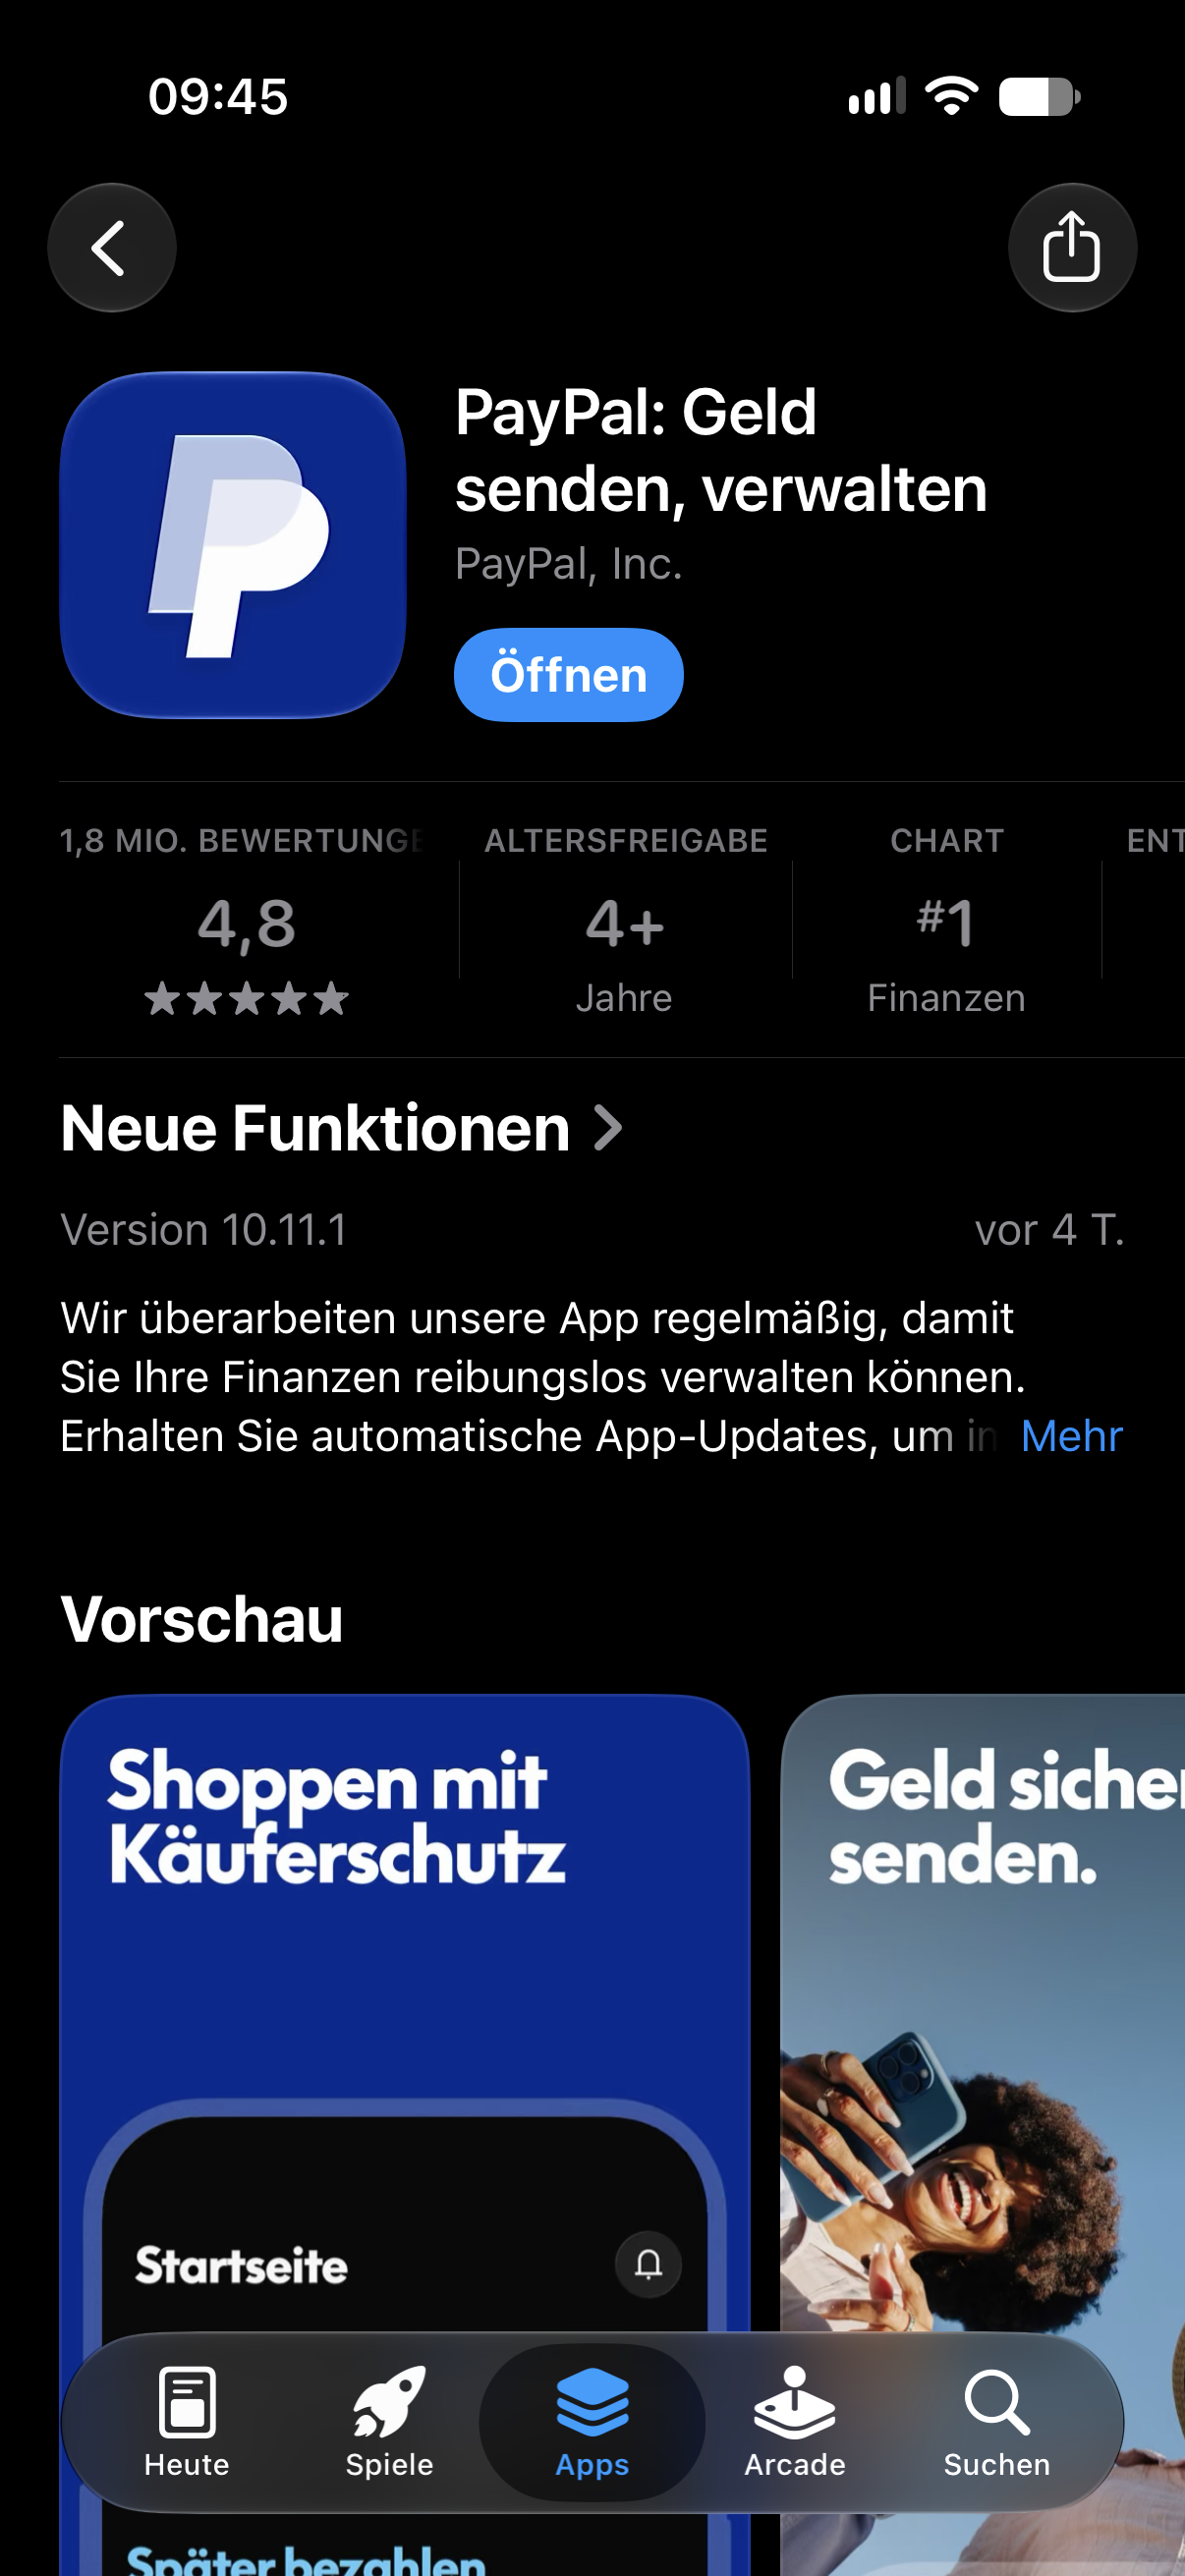 09:45
PayPal: Geld
senden, verwalten
PayPal, Inc.
Öffnen
1,8 MIO. BEWERTUNGE
ALTERSFREIGABE
CHART
ENT
4,8
4+
#1
Jahre
Finanzen
Neue Funktionen
Version 10.11.1
vor 4 T.
Wir überarbeiten unsere App regelmäßig, damit
Sie Ihre Finanzen reibungslos verwalten können.
Erhalten Sie automatische App-Updates, um in Mehr
Vorschau
Shoppen mit
Käuferschutz
Startseite
Später bezahlen
Geld sicher
senden.
Heute
Spiele
Apps
Arcade
Suchen